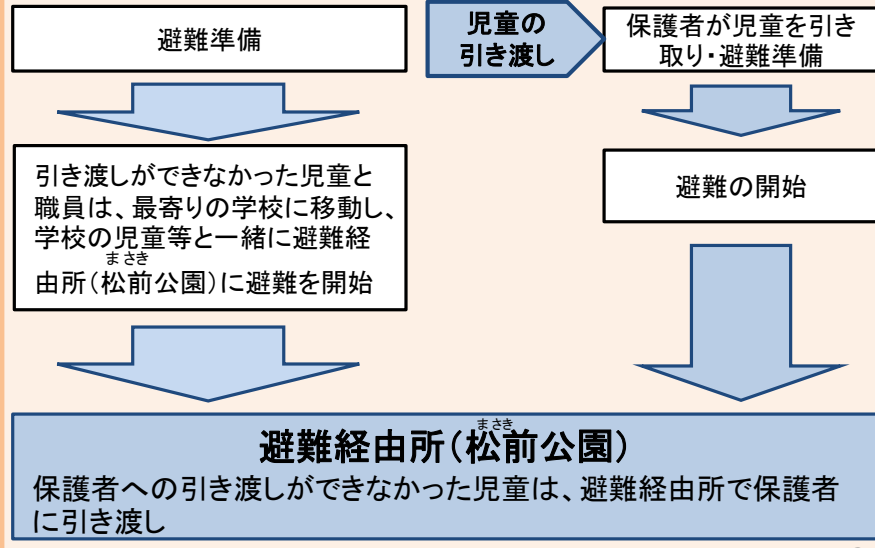 避難準備
児童の
引き渡し
保護者が児童を引き
取り・避難準備
引き渡しができなかった児童と
職員は、最寄りの学校に移動し、
学校の児童等と一緒に避難経
まさき
由所(松前公園)に避難を開始
避難の開始
まさき
避難経由所(松前公園)
保護者への引き渡しができなかった児童は、避難経由所で保護者
に引き渡し